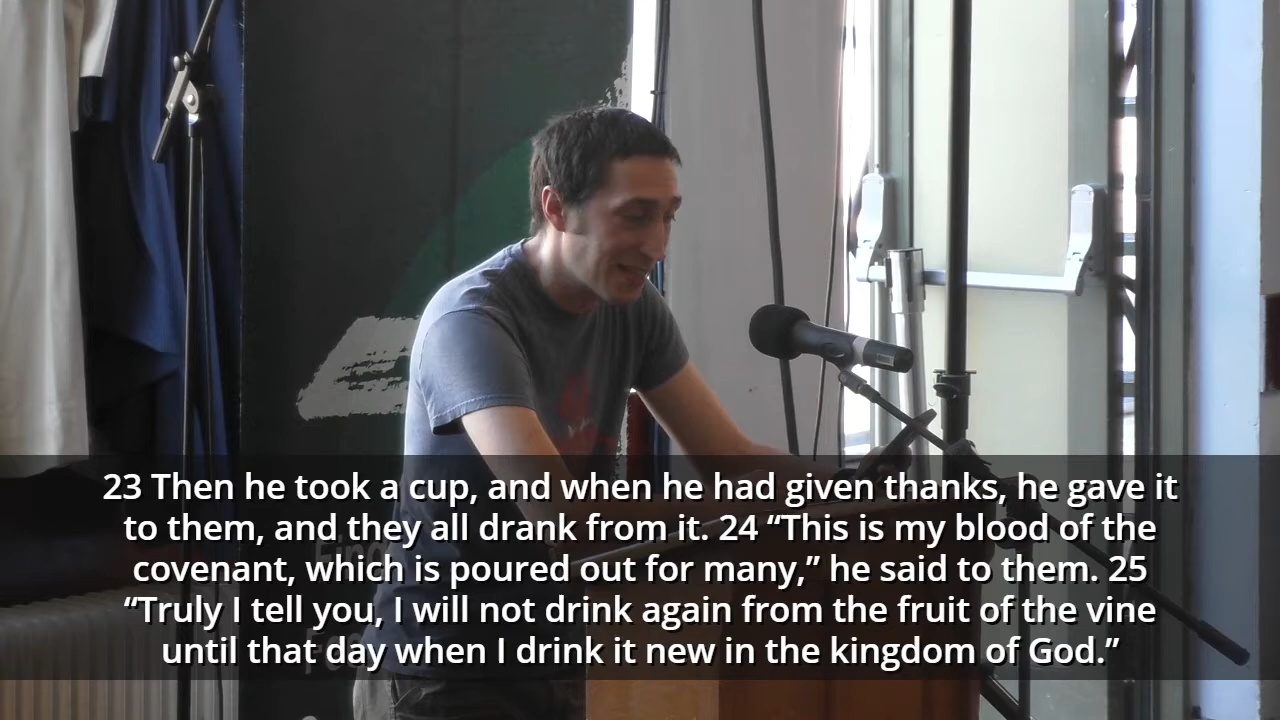 23 Then he took a cup, and when he had given thanks, he gave it
to them, and they all drank from it. 24 “This is my blood of the
covenant, which is poured out for many,” he said to them. 25
“Truly I tell you, I will not drink again from the fruit of the vine
until that day when I drink it new in the kingdom of God.”